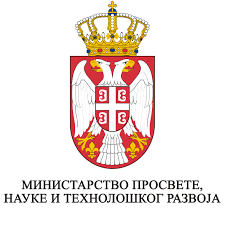 МИНИСТАРСТВО ПРОСВЕТЕ,
НАУКЕ И ТЕХНОЛОШКОГ РАЗВОЈА